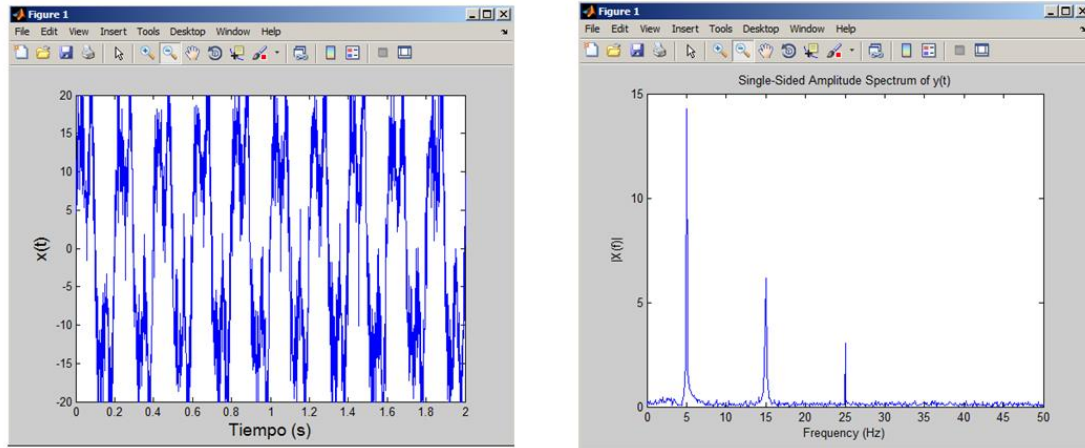 Figure 1
File Edit View Insert Tools Desktop Window Help
20
15
10
5
0
-5
-10
-15
-20
x(t)
0 0.2 0.4 0.6 0.8 1 1.2 1.4 1.6 1.8 2
Tiempo (s)
Figure 1
File Edit View Insert Tools Desktop Window Help
Single-Sided Amplitude Spectrum of y(t)
15
10
5
0
|X(f)|
0 5 10 15 20 25 30 35 40 45 50
Frequency (Hz)